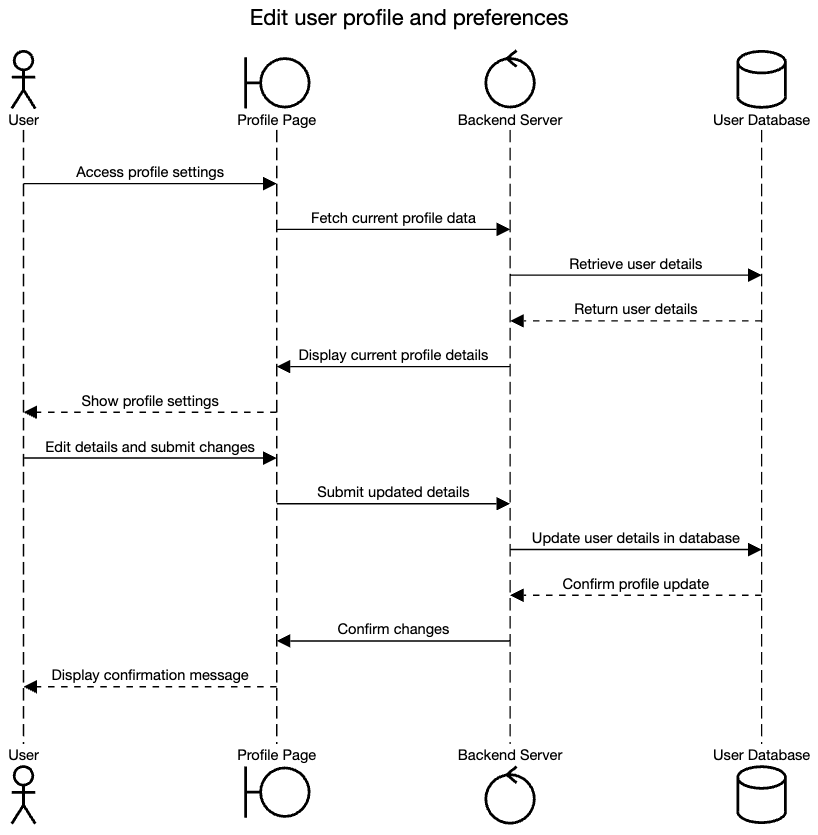 Edit user profile and preferences
User
Profile Page
Backend Server
User Database
Access profile settings
Fetch current profile data
Retrieve user details
Return user details
Display current profile details
Show profile settings
Edit details and submit changes
Submit updated details
Update user details in database
Confirm profile update
Confirm changes
Display confirmation message
User
Profile Page
Backend Server
User Database